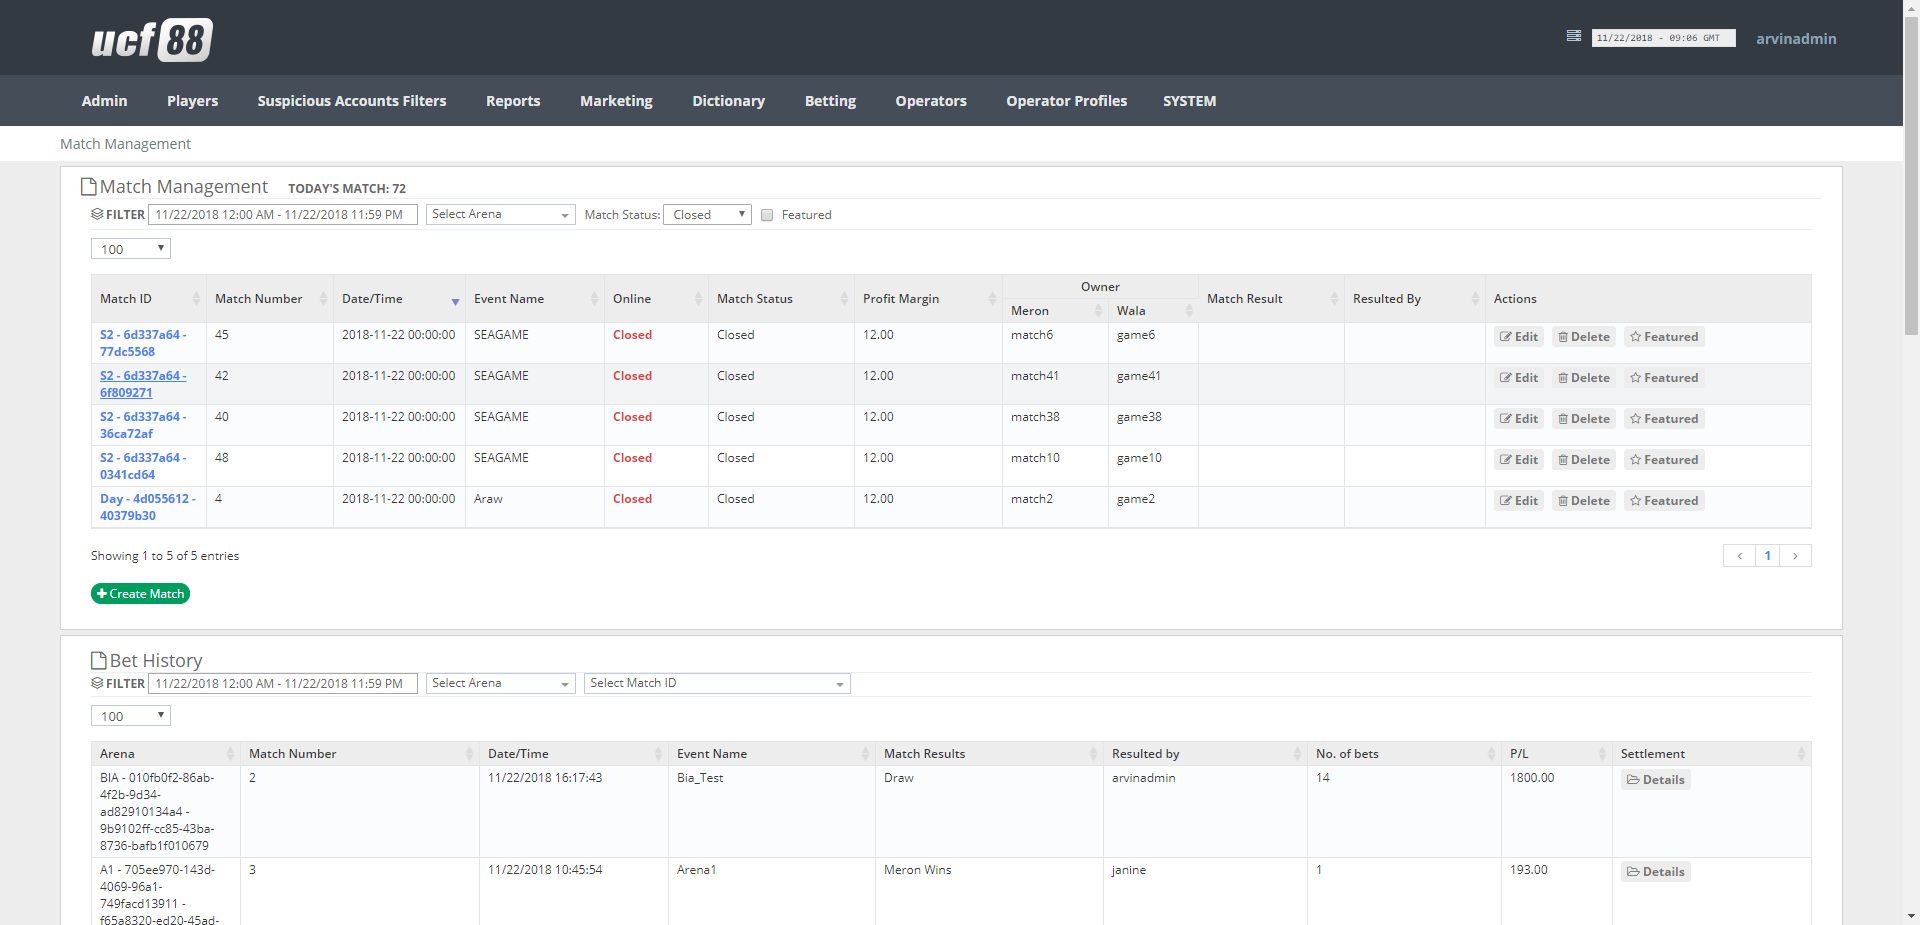 ucf88
11/22/2018 - 09:06 GMT
arvinadmin
Admin Players Suspicious Accounts Filters Reports Marketing Dictionary Betting Operators Operator Profiles SYSTEM
Match Management
Match Management TODAY'S MATCH: 72
FILTER 11/22/2018 12:00 AM - 11/22/2018 11:59 PM Select Arena Match Status: Closed Featured
100
Owner
Match ID Match Number Date/Time Event Name Online Match Status Profit Margin Match Result Resulted By Actions
Meron Wala
S2 - 6d337a64 - 45 2018-11-22 00:00:00 SEAGAME Closed Closed 12.00 match6 game6 Edit Delete Featured
77dc5568
S2 - 6d337a64 - 42 2018-11-22 00:00:00 SEAGAME Closed Closed 12.00 match41 game41 Edit Delete Featured
6f809271
S2 - 6d337a64 - 40 2018-11-22 00:00:00 SEAGAME Closed Closed 12.00 match38 game38 Edit Delete Featured
36ca72af
S2 - 6d337a64 - 48 2018-11-22 00:00:00 SEAGAME Closed Closed 12.00 match10 game10 Edit Delete Featured
0341cd64
Day - 4d055612 - 4 2018-11-22 00:00:00 Araw Closed Closed 12.00 match2 game2 Edit Delete Featured
40379b30
Showing 1 to 5 of 5 entries
‹ 1 ›
Create Match
Bet History
FILTER 11/22/2018 12:00 AM - 11/22/2018 11:59 PM Select Arena Select Match ID
100
Arena Match Number Date/Time Event Name Match Results Resulted by No. of bets P/L Settlement
BIA - 010fb0f2-86ab- 2 11/22/2018 16:17:43 Bia_Test Draw arvinadmin 14 1800.00 Details
4f2b-9d34-
ad82910134a4 -
9b9102ff-cc85-43ba-
8736-bafb1f010679
A1 - 705ee970-143d- 3 11/22/2018 10:45:54 Arena1 Meron Wins janine 1 193.00 Details
4069-96a1-
749facd13911 -
f65a8320-ed20-45ad-